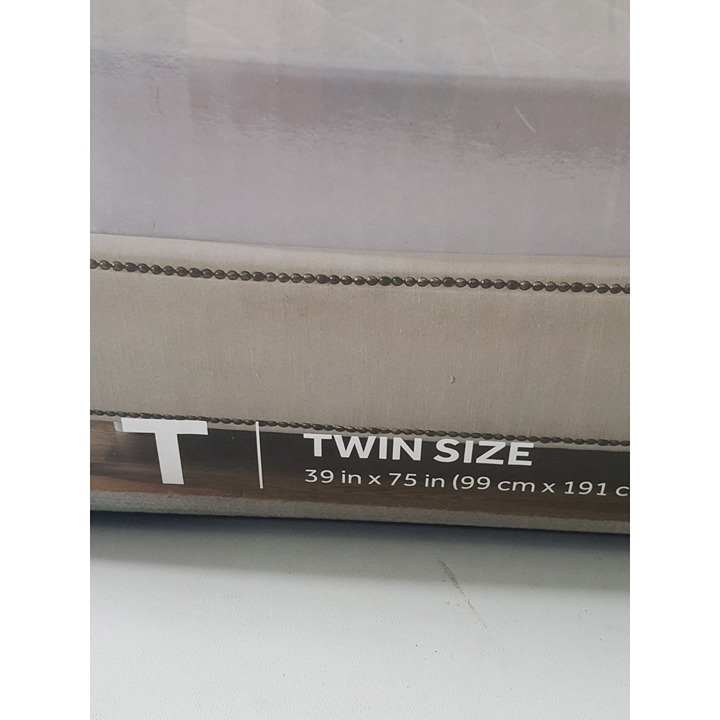 T
TWIN SIZE
39 in x 75 in (99 cm x 191 c